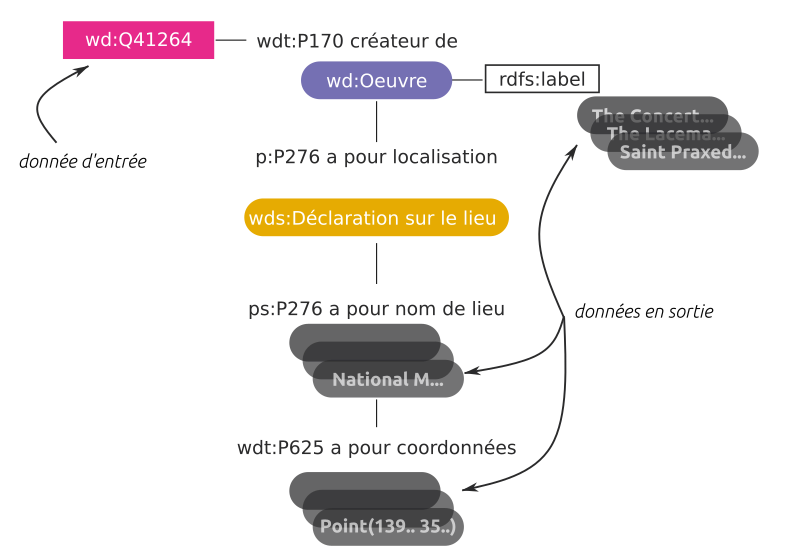 wd:Q41264
wdt:P170 créateur de
wd:Oeuvre
rdfs:label
The Concert...
The Lacema...
Saint Praxed...
donnée d'entrée
p:P276 a pour localisation
wds:Déclaration sur le lieu
ps:P276 a pour nom de lieu
données en sortie
National M...
wdt:P625 a pour coordonnées
Point(139.. 35..)